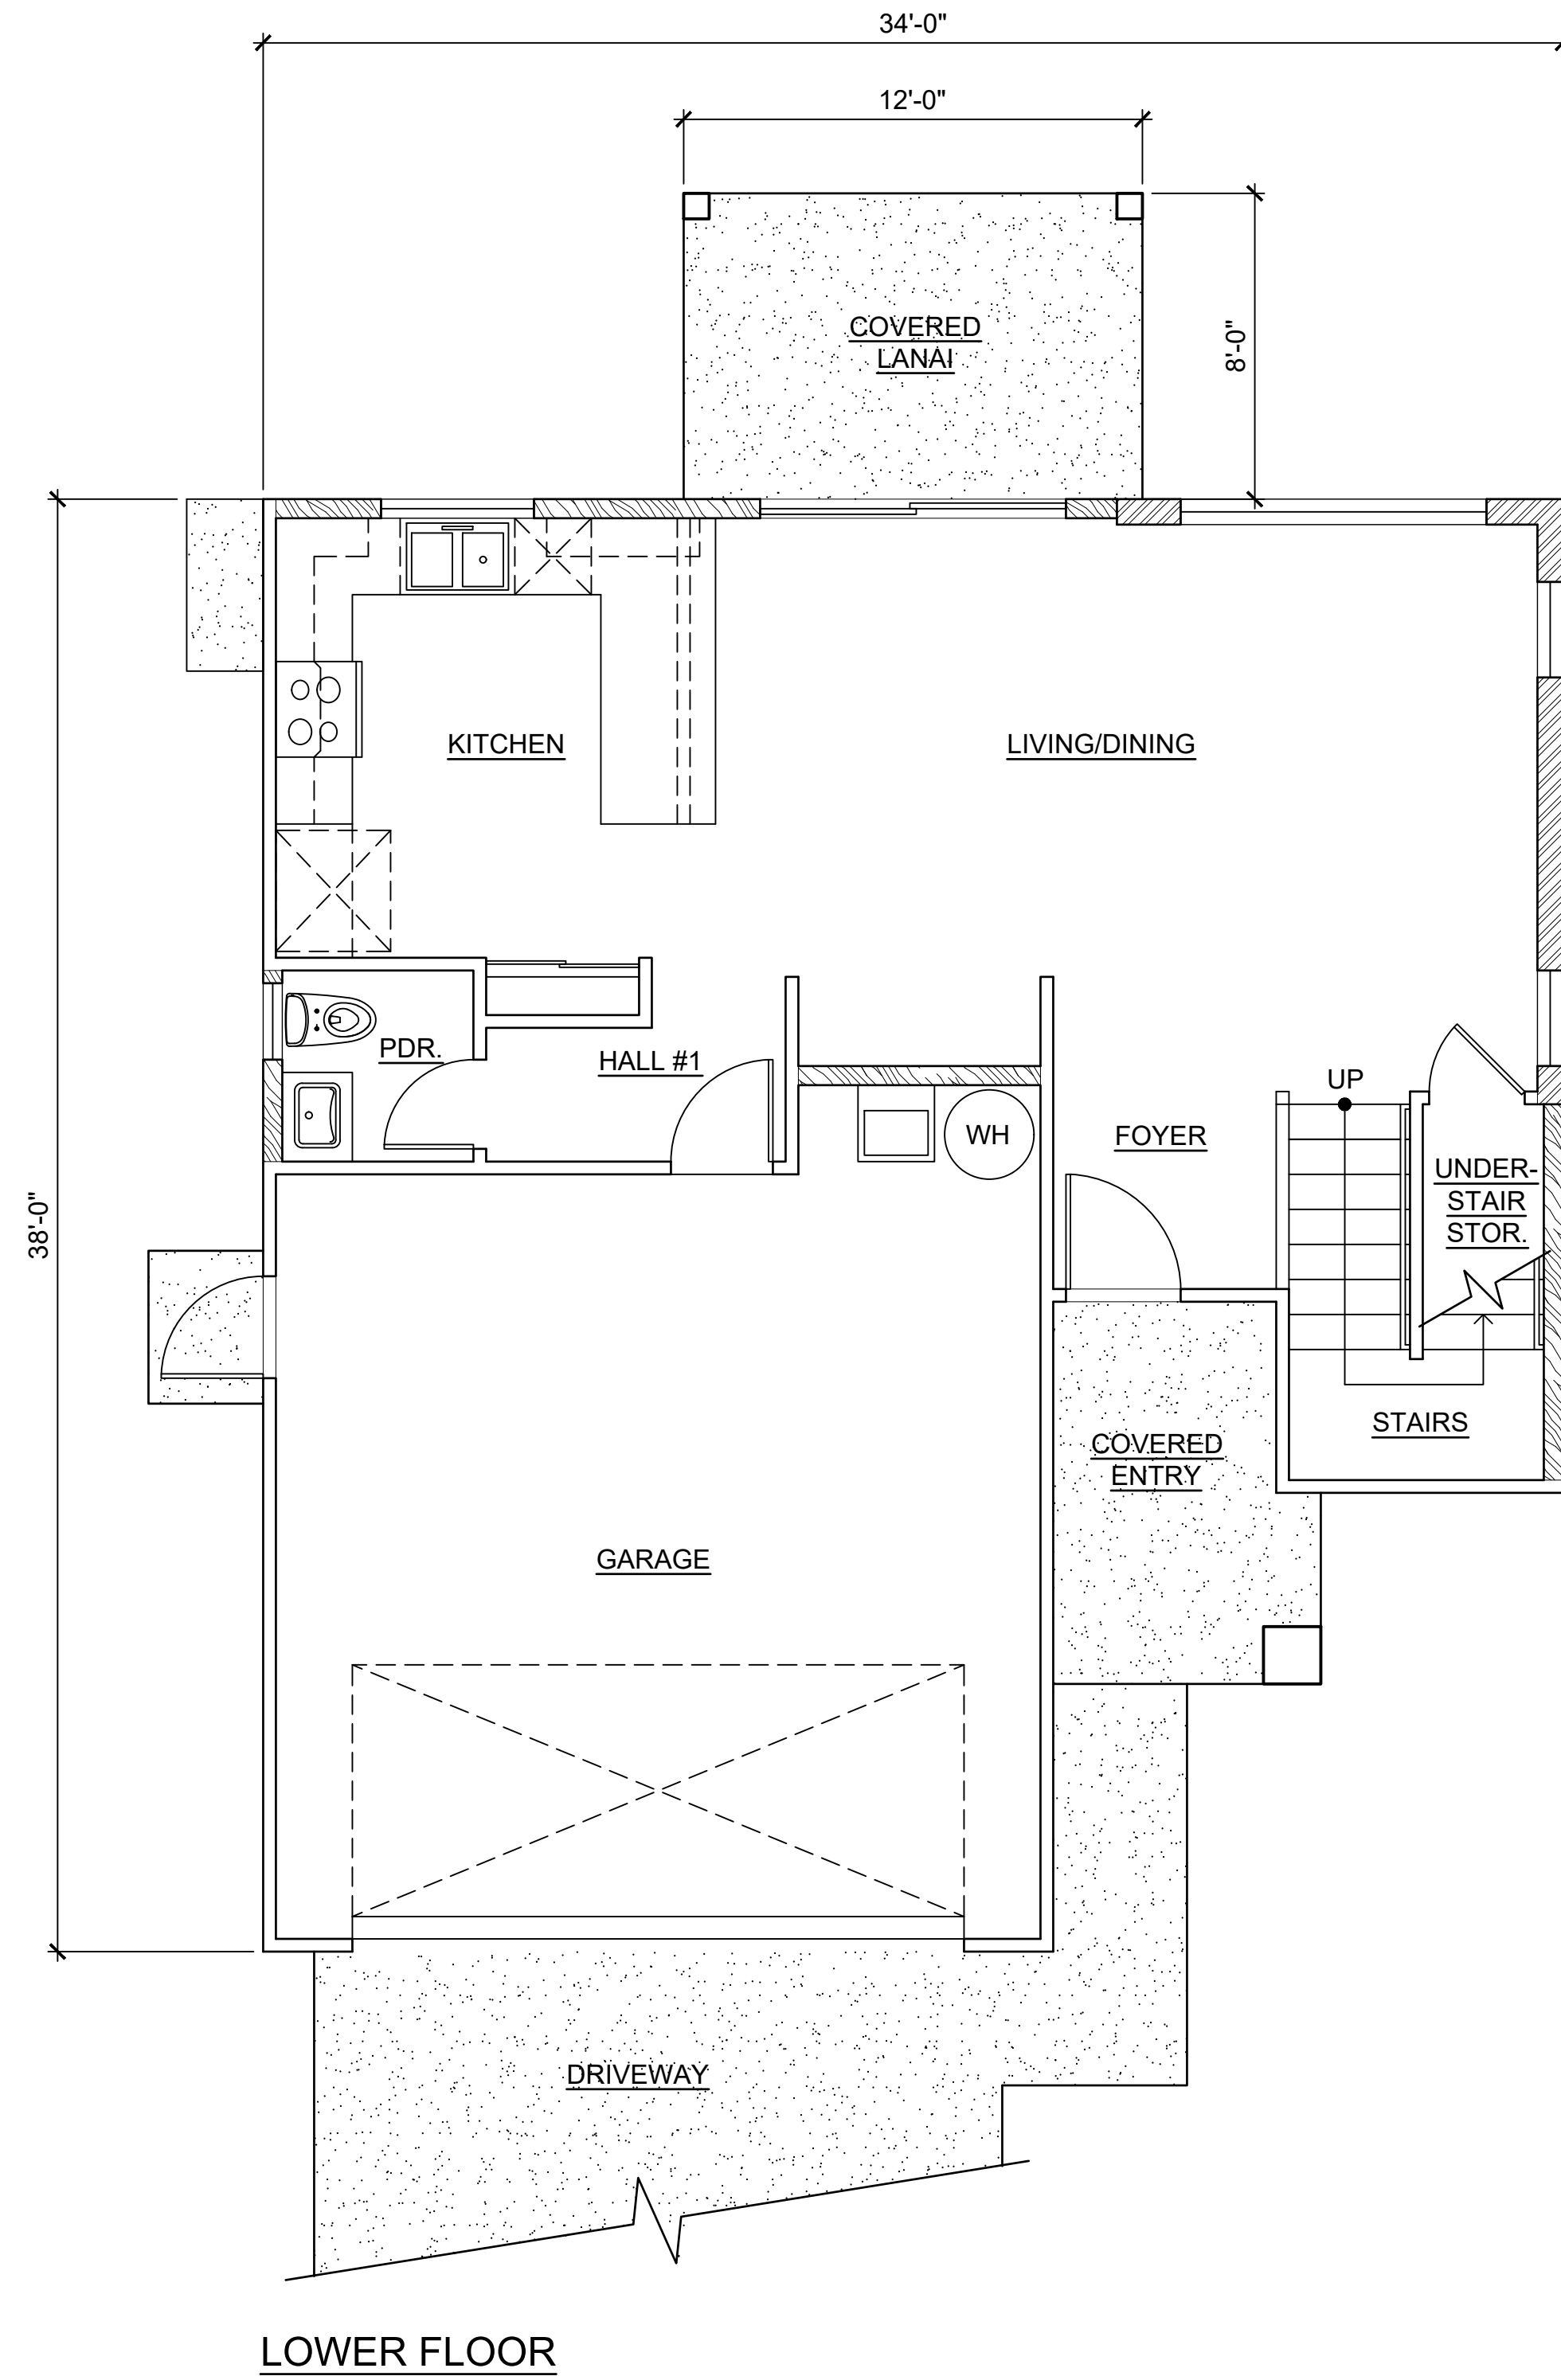 34'-0"
12'-0"
COVERED
LANAI
8'-0"
KITCHEN
LIVING/DINING
PDR.
HALL #1
UP
WH
FOYER
UNDER-
STAIR
STOR.
38'-0"
STAIRS
COVERED
ENTRY
GARAGE
DRIVEWAY
LOWER FLOOR